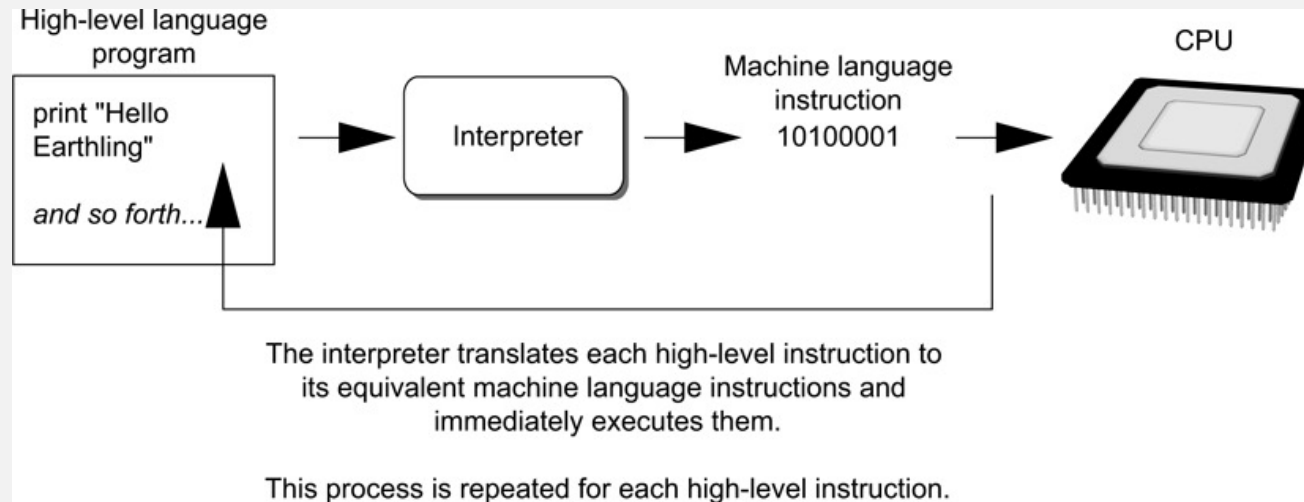 High-level language
program
print "Hello
Earthling"
and so forth...
Interpreter
Machine language
instruction
10100001
CPU
The interpreter translates each high-level instruction to
its equivalent machine language instructions and
immediately executes them.
This process is repeated for each high-level instruction.